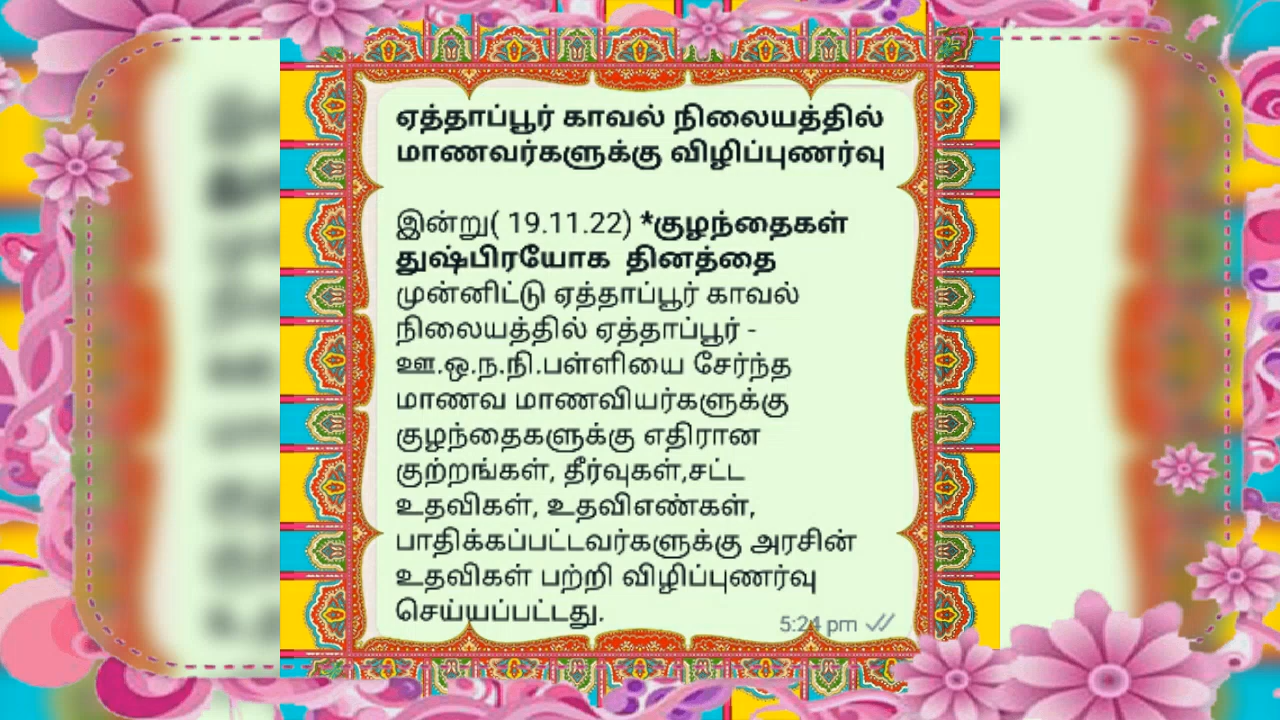 ஏத்தாப்பூர் காவல் நிலையத்தில்
மாணவர்களுக்கு விழிப்புணர்வு
இன்று( 19.11.22) *குழந்தைகள்
துஷ்பிரயோக தினத்தை
முன்னிட்டு ஏத்தாப்பூர் காவல்
நிலையத்தில் ஏத்தாப்பூர் -
ஊ.ஒ.ந.நி.பள்ளியை சேர்ந்த
மாணவ மாணவியர்களுக்கு
குழந்தைகளுக்கு எதிரான
குற்றங்கள், தீர்வுகள்,சட்ட
உதவிகள், உதவிஎண்கள்,
பாதிக்கப்பட்டவர்களுக்கு அரசின்
உதவிகள் பற்றி விழிப்புணர்வு
செய்யப்பட்டது.
5:24 pm